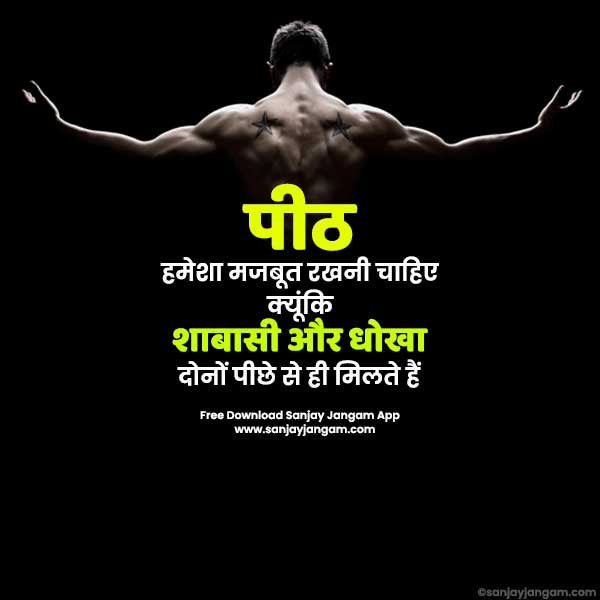 पीठ
हमेशा मजबूत रखनी चाहिए
क्यूंकि
शाबासी और धोखा
दोनों पीछे से ही मिलते हैं
Free Download Sanjay Jangam App
www.sanjayjangam.com
©sanjayjangam.com